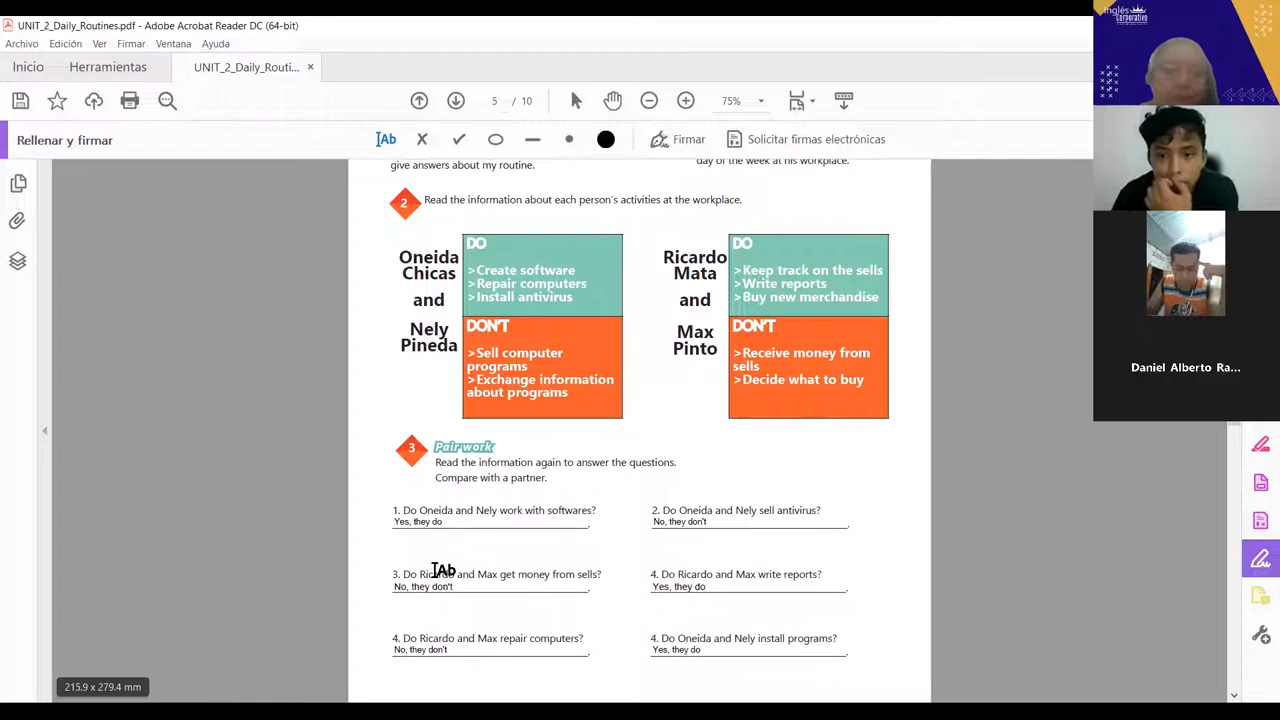 UNIT_2_Daily_Routines.pdf - Adobe Acrobat Reader DC (64-bit)
Archivo Edición Ver Firmar Ventana Ayuda
Inicio Herramientas UNIT_2_Daily_Routi... ×
5 / 10 75%
Rellenar y firmar Ab Firmar Solicitar firmas electrónicas
give answers about my routine.
day of the week at his workplace.
2 Read the information about each person's activities at the workplace.
Oneida
Chicas
and
Nely
Pineda
DO
>Create software
>Repair computers
>Install antivirus
DON'T
>Sell computer
programs
>Exchange information
about programs
Ricardo
Mata
and
Max
Pinto
DO
>Keep track on the sells
>Write reports
>Buy new merchandise
DON'T
>Receive money from
sells
>Decide what to buy
3 Pair work
Read the information again to answer the questions.
Compare with a partner.
1. Do Oneida and Nely work with softwares?
Yes, they do
2. Do Oneida and Nely sell antivirus?
No, they don't
Ab
3. Do Ricardo and Max get money from sells?
No, they don't
4. Do Ricardo and Max write reports?
Yes, they do
4. Do Ricardo and Max repair computers?
No, they don't
4. Do Oneida and Nely install programs?
Yes, they do
215.9 x 279.4 mm
Inglés
Corporativo
Daniel Alberto Ra...